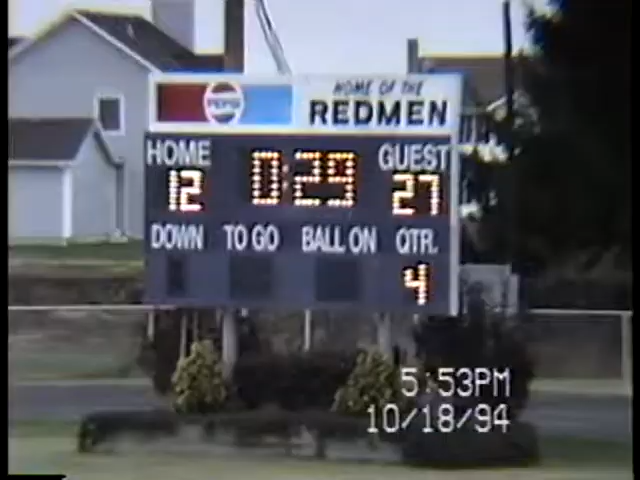 PEPSI
HOME OF THE
REDMEN
HOME 0:29 GUEST
12 27
DOWN TO GO BALL ON QTR.
4
5:53PM
10/18/94